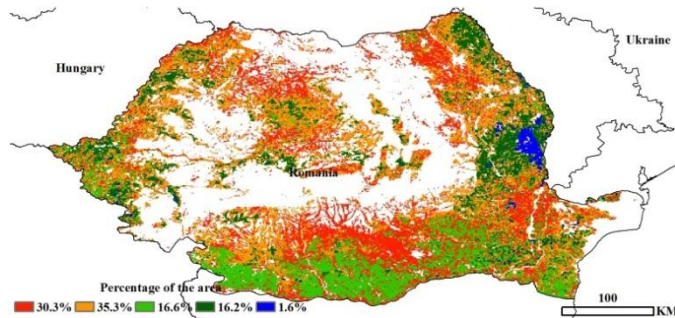 Ukraine
Hungary
Romania
Percentage of the area
30.3% 35.3% 16.6% 16.2% 1.6%
100
KM